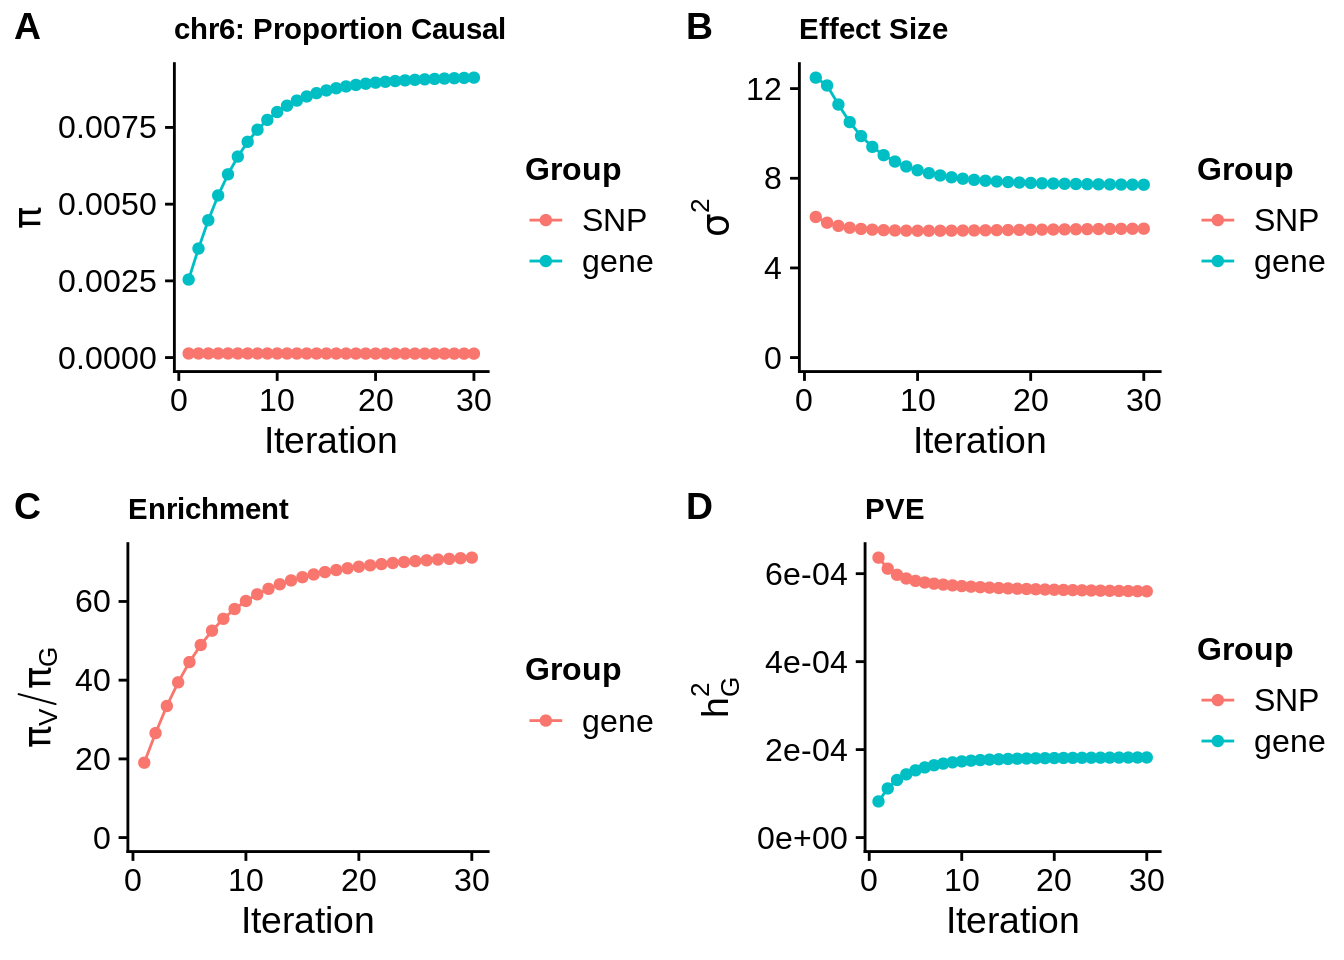 A
chr6: Proportion Causal
π
0.0075
0.0050
0.0025
0.0000
0 10 20 30
Iteration
Group
SNP
gene
B
Effect Size
σ²
12
8
4
0
0 10 20 30
Iteration
Group
SNP
gene
C
Enrichment
πV/πG
60
40
20
0
0 10 20 30
Iteration
Group
gene
D
PVE
h²G
6e-04
4e-04
2e-04
0e+00
0 10 20 30
Iteration
Group
SNP
gene